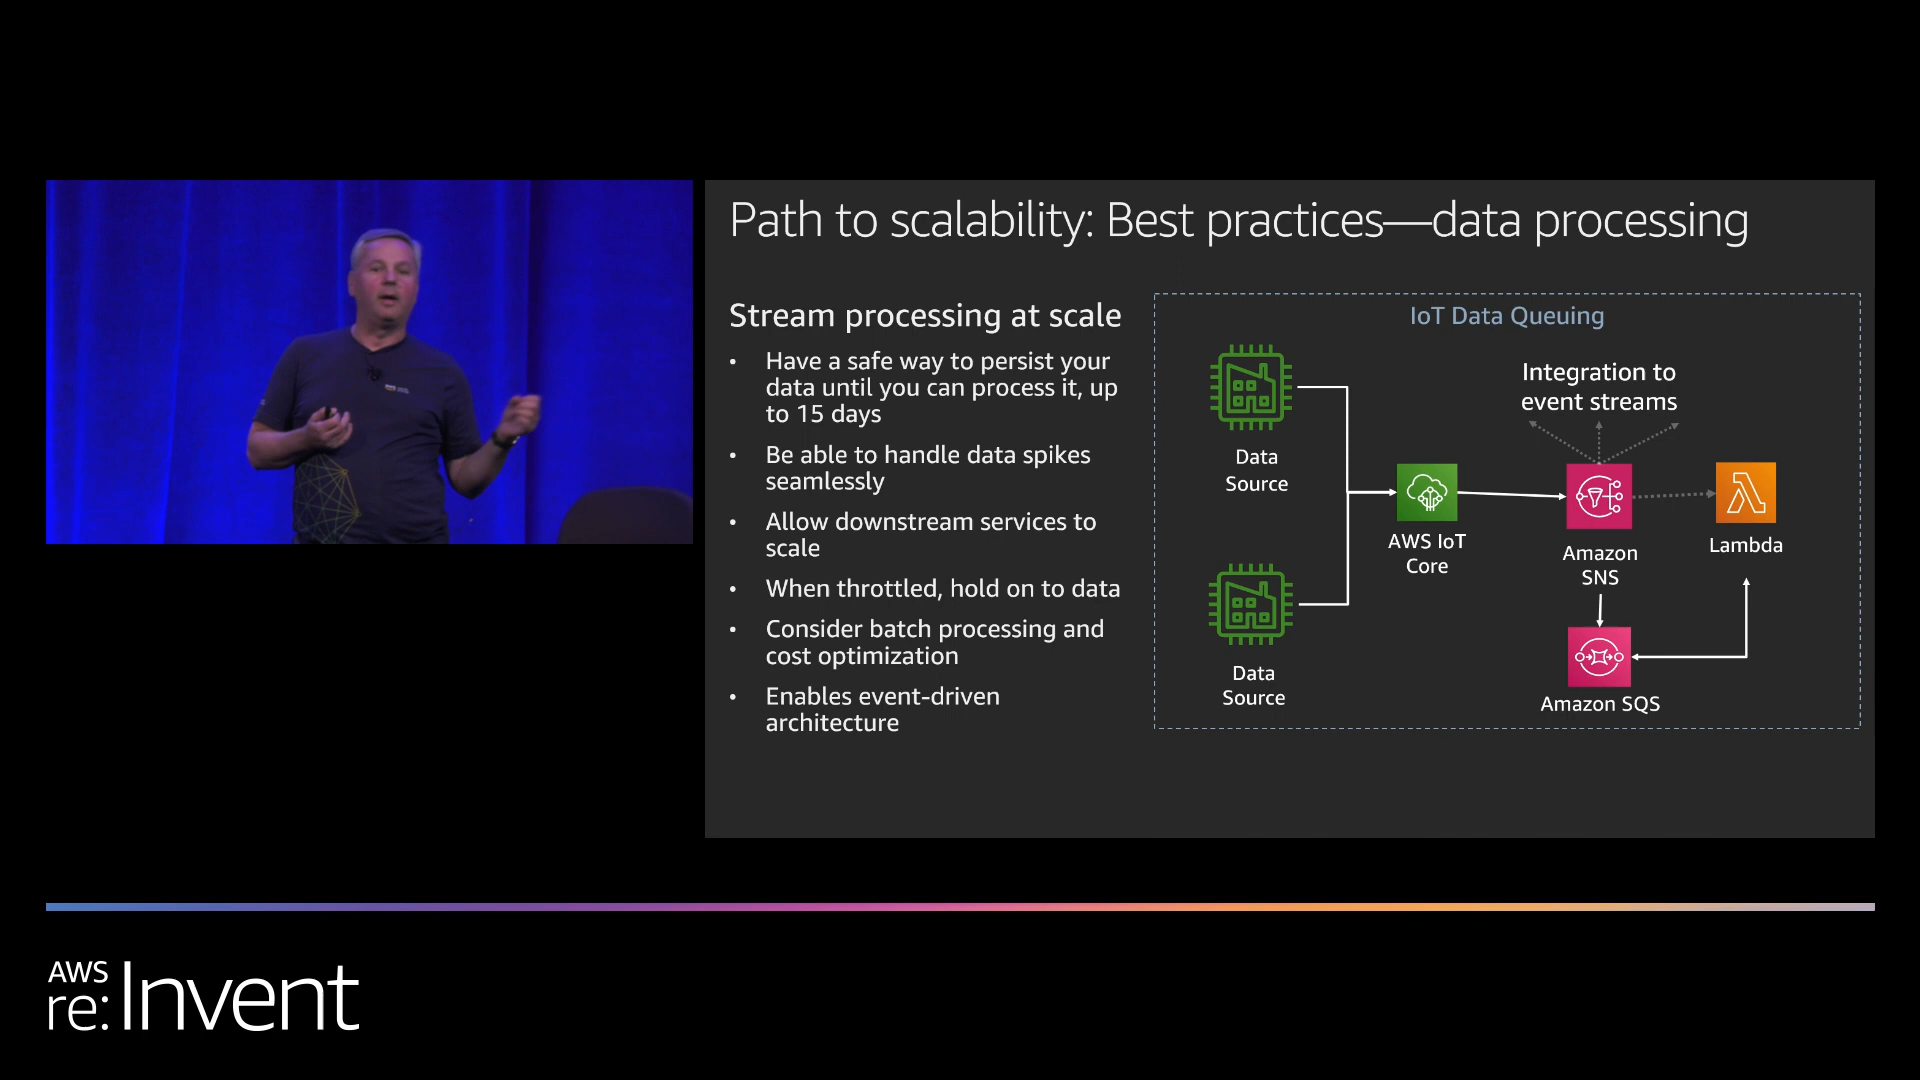 Path to scalability: Best practices—data processing
Stream processing at scale
• Have a safe way to persist your
data until you can process it, up
to 15 days
• Be able to handle data spikes
seamlessly
• Allow downstream services to
scale
• When throttled, hold on to data
• Consider batch processing and
cost optimization
• Enables event-driven
architecture
IoT Data Queuing
Integration to
event streams
Data
Source
AWS IoT
Core
Amazon
SNS
Lambda
Data
Source
Amazon SQS
AWS
re:Invent